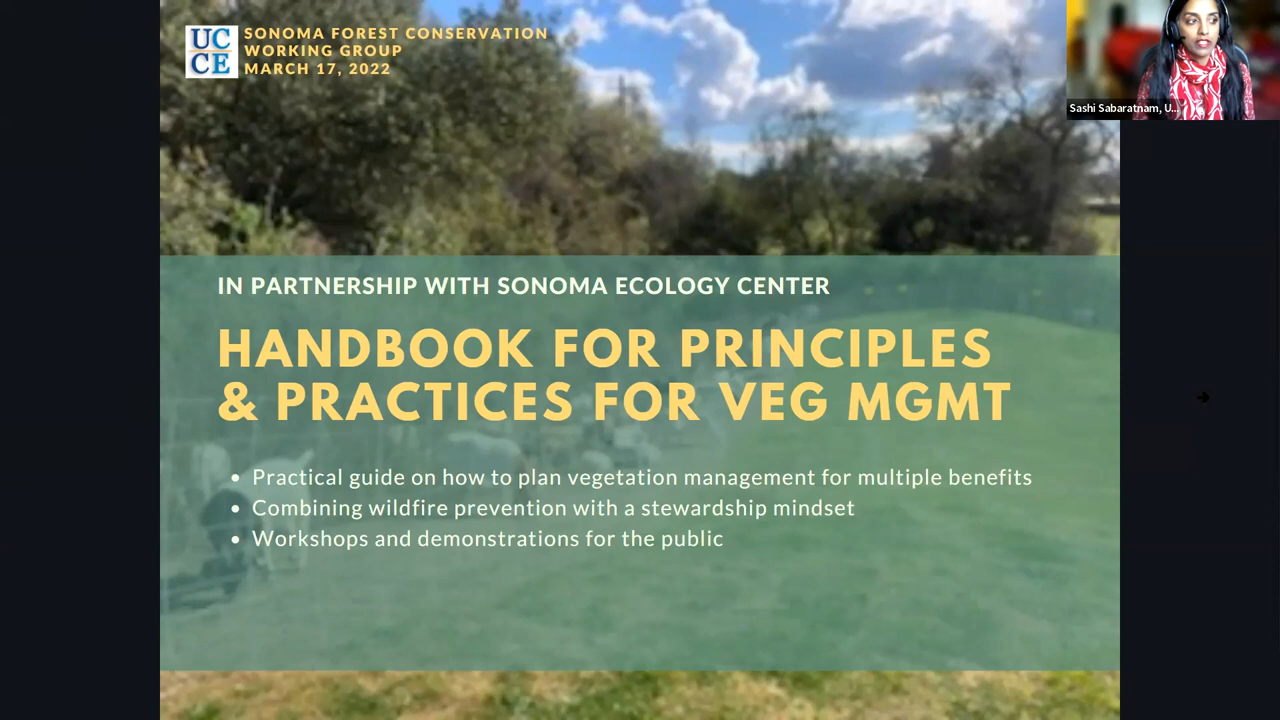 UC
CE
SONOMA FOREST CONSERVATION
WORKING GROUP
MARCH 17, 2022
Sashi Sabaratnam, U...
IN PARTNERSHIP WITH SONOMA ECOLOGY CENTER
HANDBOOK FOR PRINCIPLES
& PRACTICES FOR VEG MGMT
• Practical guide on how to plan vegetation management for multiple benefits
• Combining wildfire prevention with a stewardship mindset
• Workshops and demonstrations for the public